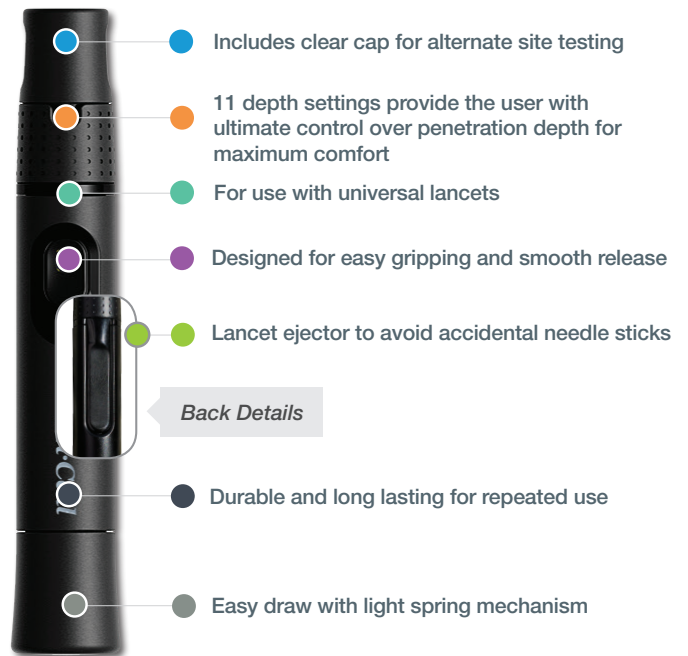 Includes clear cap for alternate site testing
11 depth settings provide the user with
ultimate control over penetration depth for
maximum comfort
For use with universal lancets
Designed for easy gripping and smooth release
Lancet ejector to avoid accidental needle sticks
Back Details
Durable and long lasting for repeated use
Easy draw with light spring mechanism